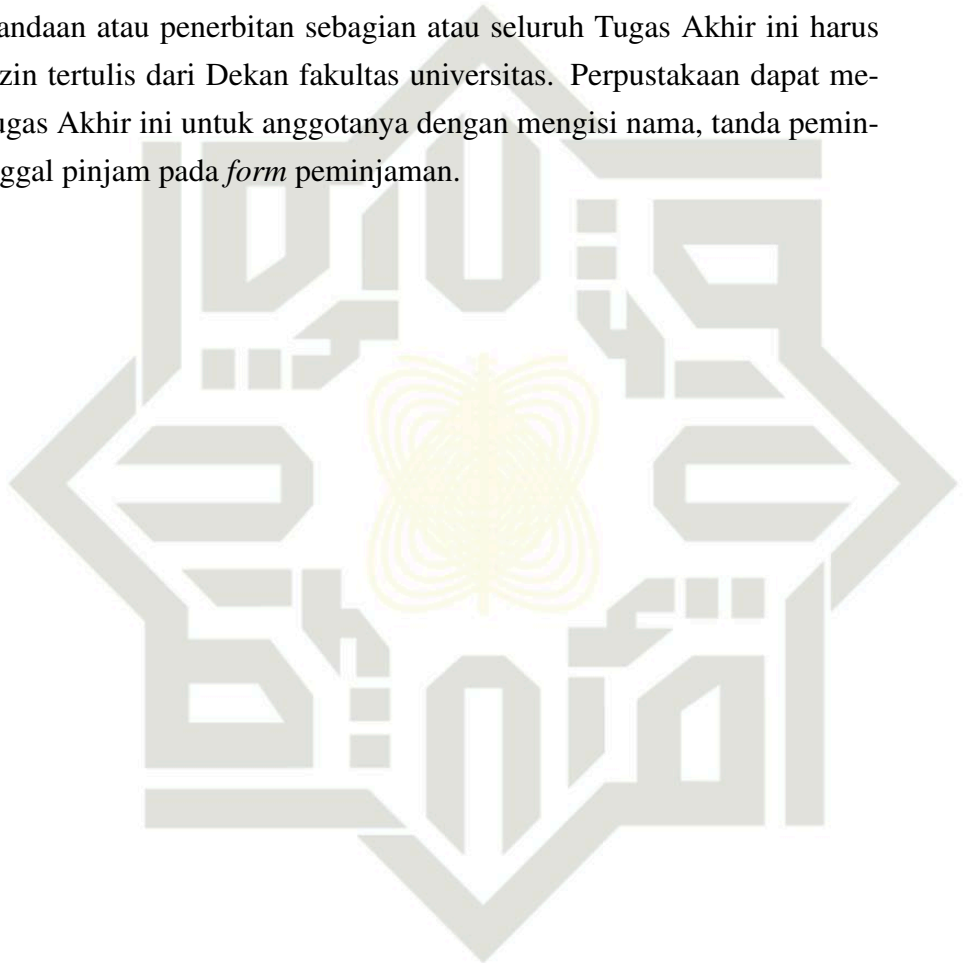 andaan atau penerbitan sebagian atau seluruh Tugas Akhir ini harus
zin tertulis dari Dekan fakultas universitas. Perpustakaan dapat me-
ugas Akhir ini untuk anggotanya dengan mengisi nama, tanda pemin-
ggal pinjam pada form peminjaman.